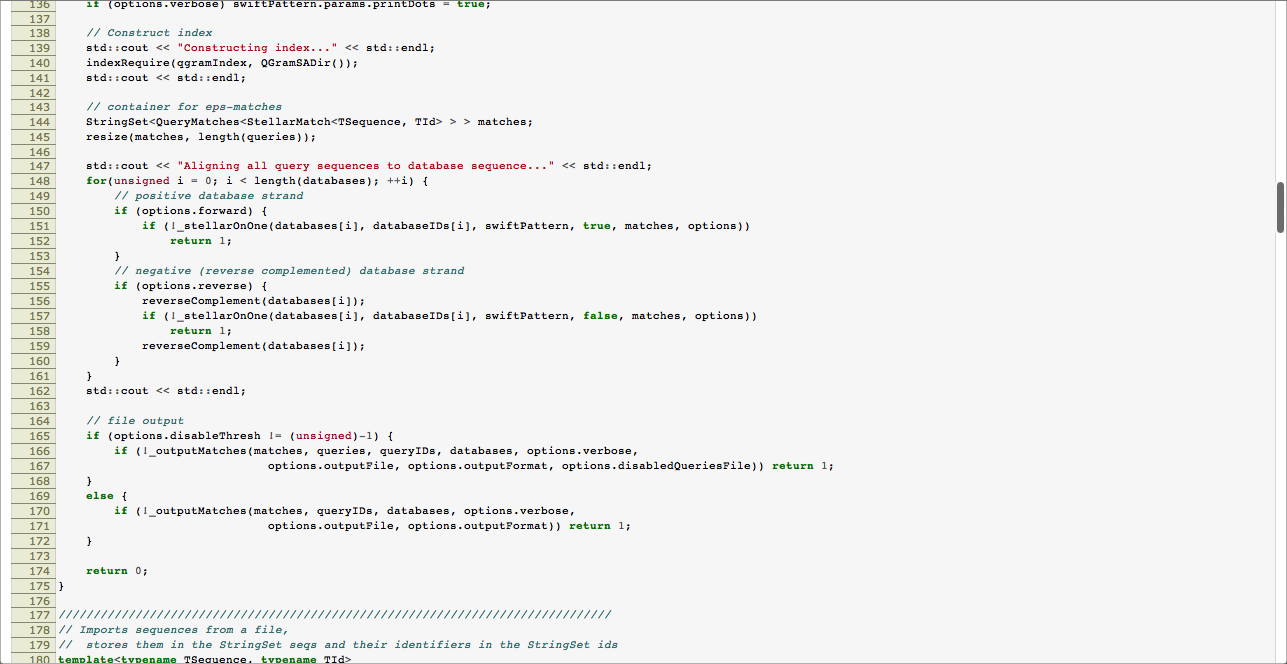 136 if (options.verbose) swiftPattern.params.printDots = true;
137
138 // Construct index
139 std::cout << "Constructing index..." << std::endl;
140 indexRequire(qgramIndex, QGramSADir());
141 std::cout << std::endl;
142
143 // container for eps-matches
144 StringSet<QueryMatches<StellarMatch<TSequence, TId> > > matches;
145 resize(matches, length(queries));
146
147 std::cout << "Aligning all query sequences to database sequence..." << std::endl;
148 for(unsigned i = 0; i < length(databases); ++i) {
149 // positive database strand
150 if (options.forward) {
151 if (!_stellarOnOne(databases[i], databaseIDs[i], swiftPattern, true, matches, options))
152 return 1;
153 }
154 // negative (reverse complemented) database strand
155 if (options.reverse) {
156 reverseComplement(databases[i]);
157 if (!_stellarOnOne(databases[i], databaseIDs[i], swiftPattern, false, matches, options))
158 return 1;
159 reverseComplement(databases[i]);
160 }
161 }
162 std::cout << std::endl;
163
164 // file output
165 if (options.disableThresh != (unsigned)-1) {
166 if (!_outputMatches(matches, queries, queryIDs, databases, options.verbose,
167 options.outputFile, options.outputFormat, options.disabledQueriesFile)) return 1;
168 }
169 else {
170 if (!_outputMatches(matches, queryIDs, databases, options.verbose,
171 options.outputFile, options.outputFormat)) return 1;
172 }
173
174 return 0;
175 }
176
177 ///////////////////////////////////////////////////////////////////////////////
178 // Imports sequences from a file,
179 //  stores them in the StringSet seqs and their identifiers in the StringSet ids
180 template<typename TSequence, typename TId>